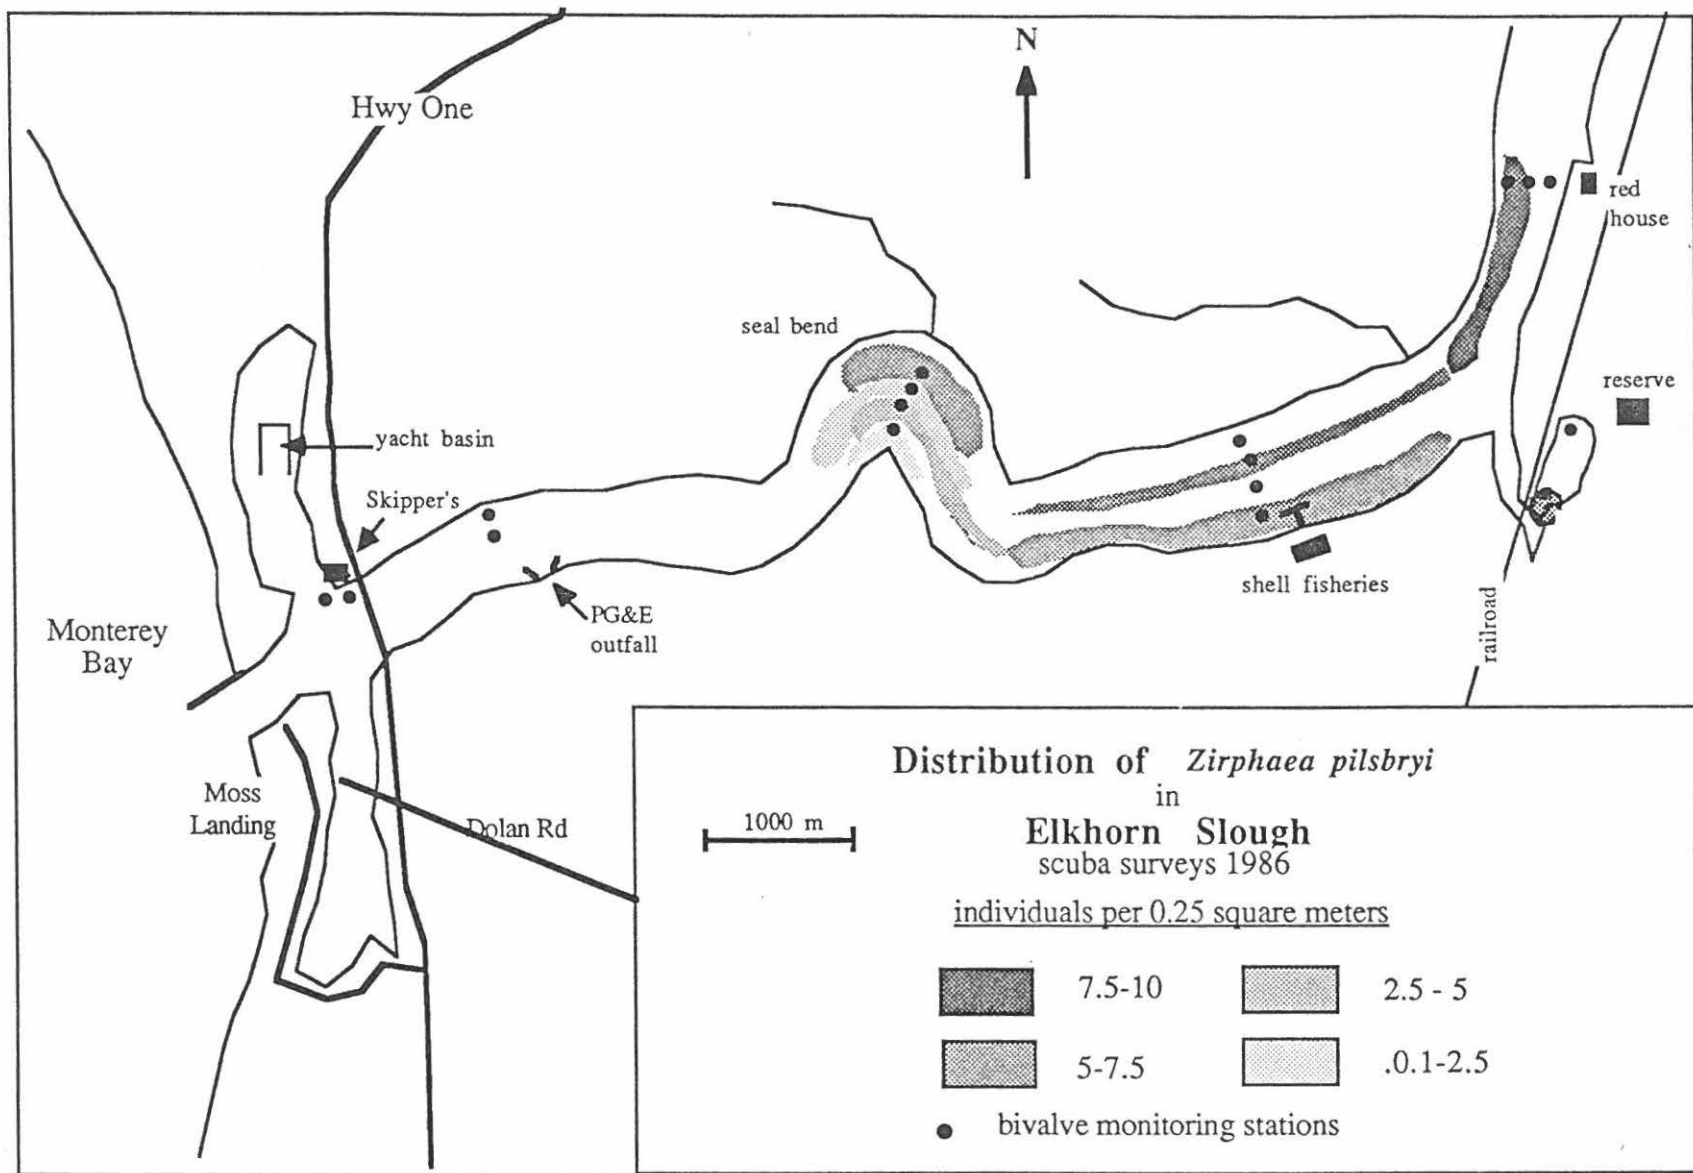 N
Hwy One
red
house
seal bend
reserve
yacht basin
Skipper's
shell fisheries
PG&E
outfall
Monterey
Bay
railroad
Moss
Landing
Dolan Rd
Distribution of Zirphaea pilsbryi
in
1000 m
Elkhorn Slough
scuba surveys 1986
individuals per 0.25 square meters
7.5-10
2.5 - 5
5-7.5
.0.1-2.5
bivalve monitoring stations